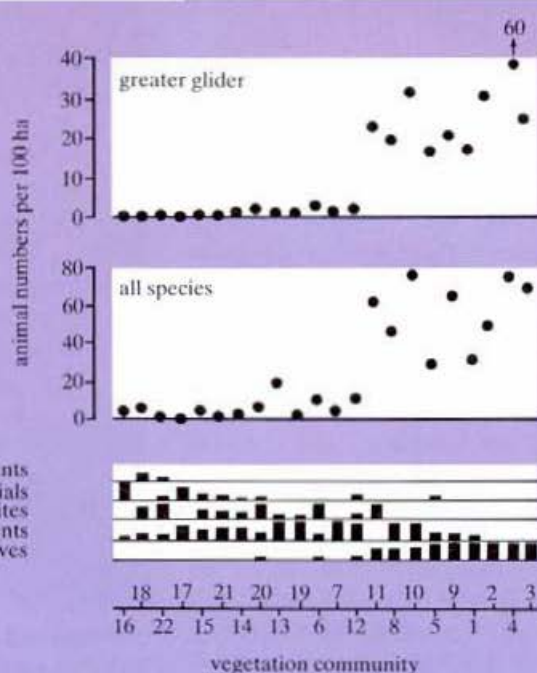 60
40
greater glider
30
20
10
0
animal numbers per 100 ha
80
all species
60
40
20
0
18 17 21 20 19 7 11 10 9 2 3
16 22 15 14 13 6 12 8 5 1 4
vegetation community